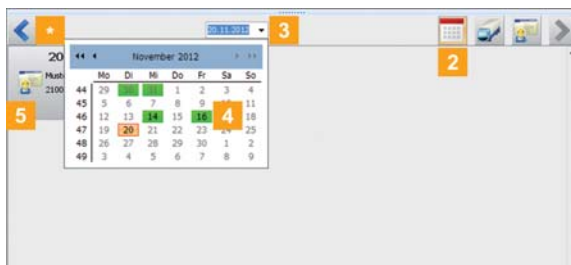 * 20.11.2012 3
2
20
Must
2100
5
November 2012
Mo Di Mi Do Fr Sa So
44 29 30 31 1 2 3 4
45 5 6 7 8 9 11
46 12 13 14 15 16 4 18
47 19 20 21 22 23 24 25
48 26 27 28 29 30 1 2
49 3 4 5 6 7 8 9